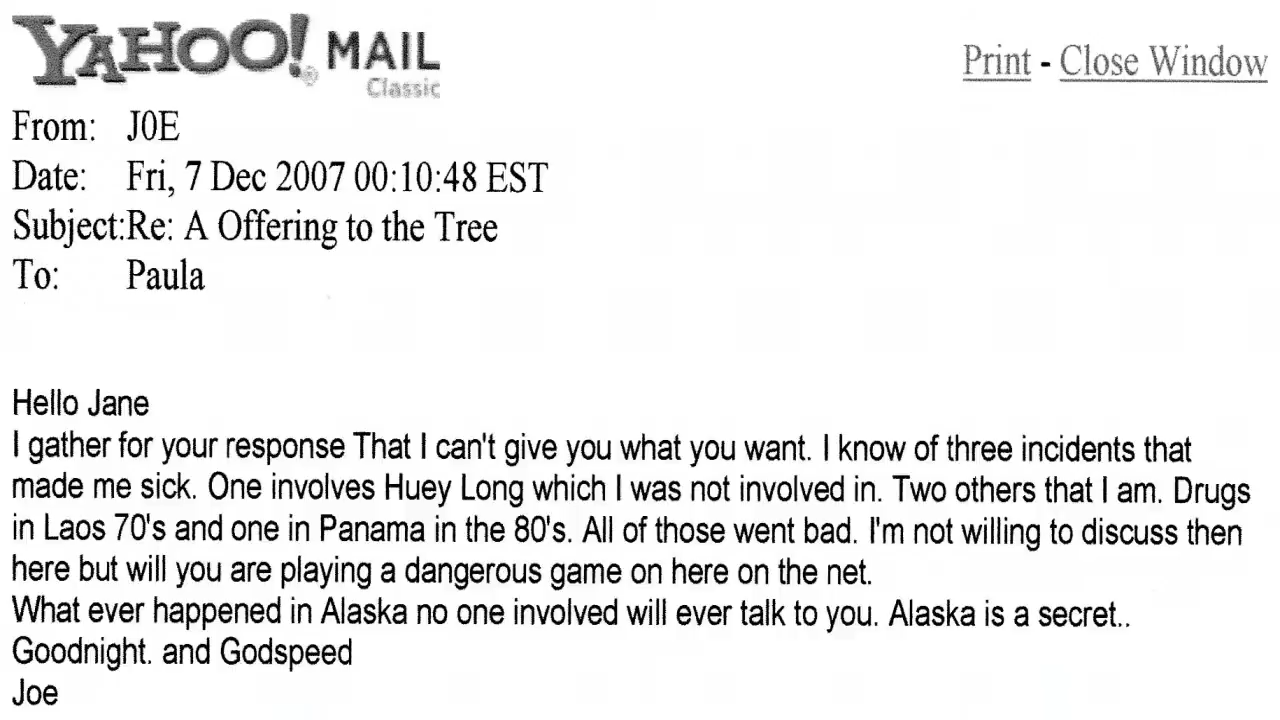 YAHOO! MAIL
Classic
Print - Close Window
From: J0E
Date: Fri, 7 Dec 2007 00:10:48 EST
Subject:Re: A Offering to the Tree
To: Paula
Hello Jane
I gather for your response That I can't give you what you want. I know of three incidents that
made me sick. One involves Huey Long which I was not involved in. Two others that I am. Drugs
in Laos 70's and one in Panama in the 80's. All of those went bad. I'm not willing to discuss then
here but will you are playing a dangerous game on here on the net.
What ever happened in Alaska no one involved will ever talk to you. Alaska is a secret..
Goodnight. and Godspeed
Joe